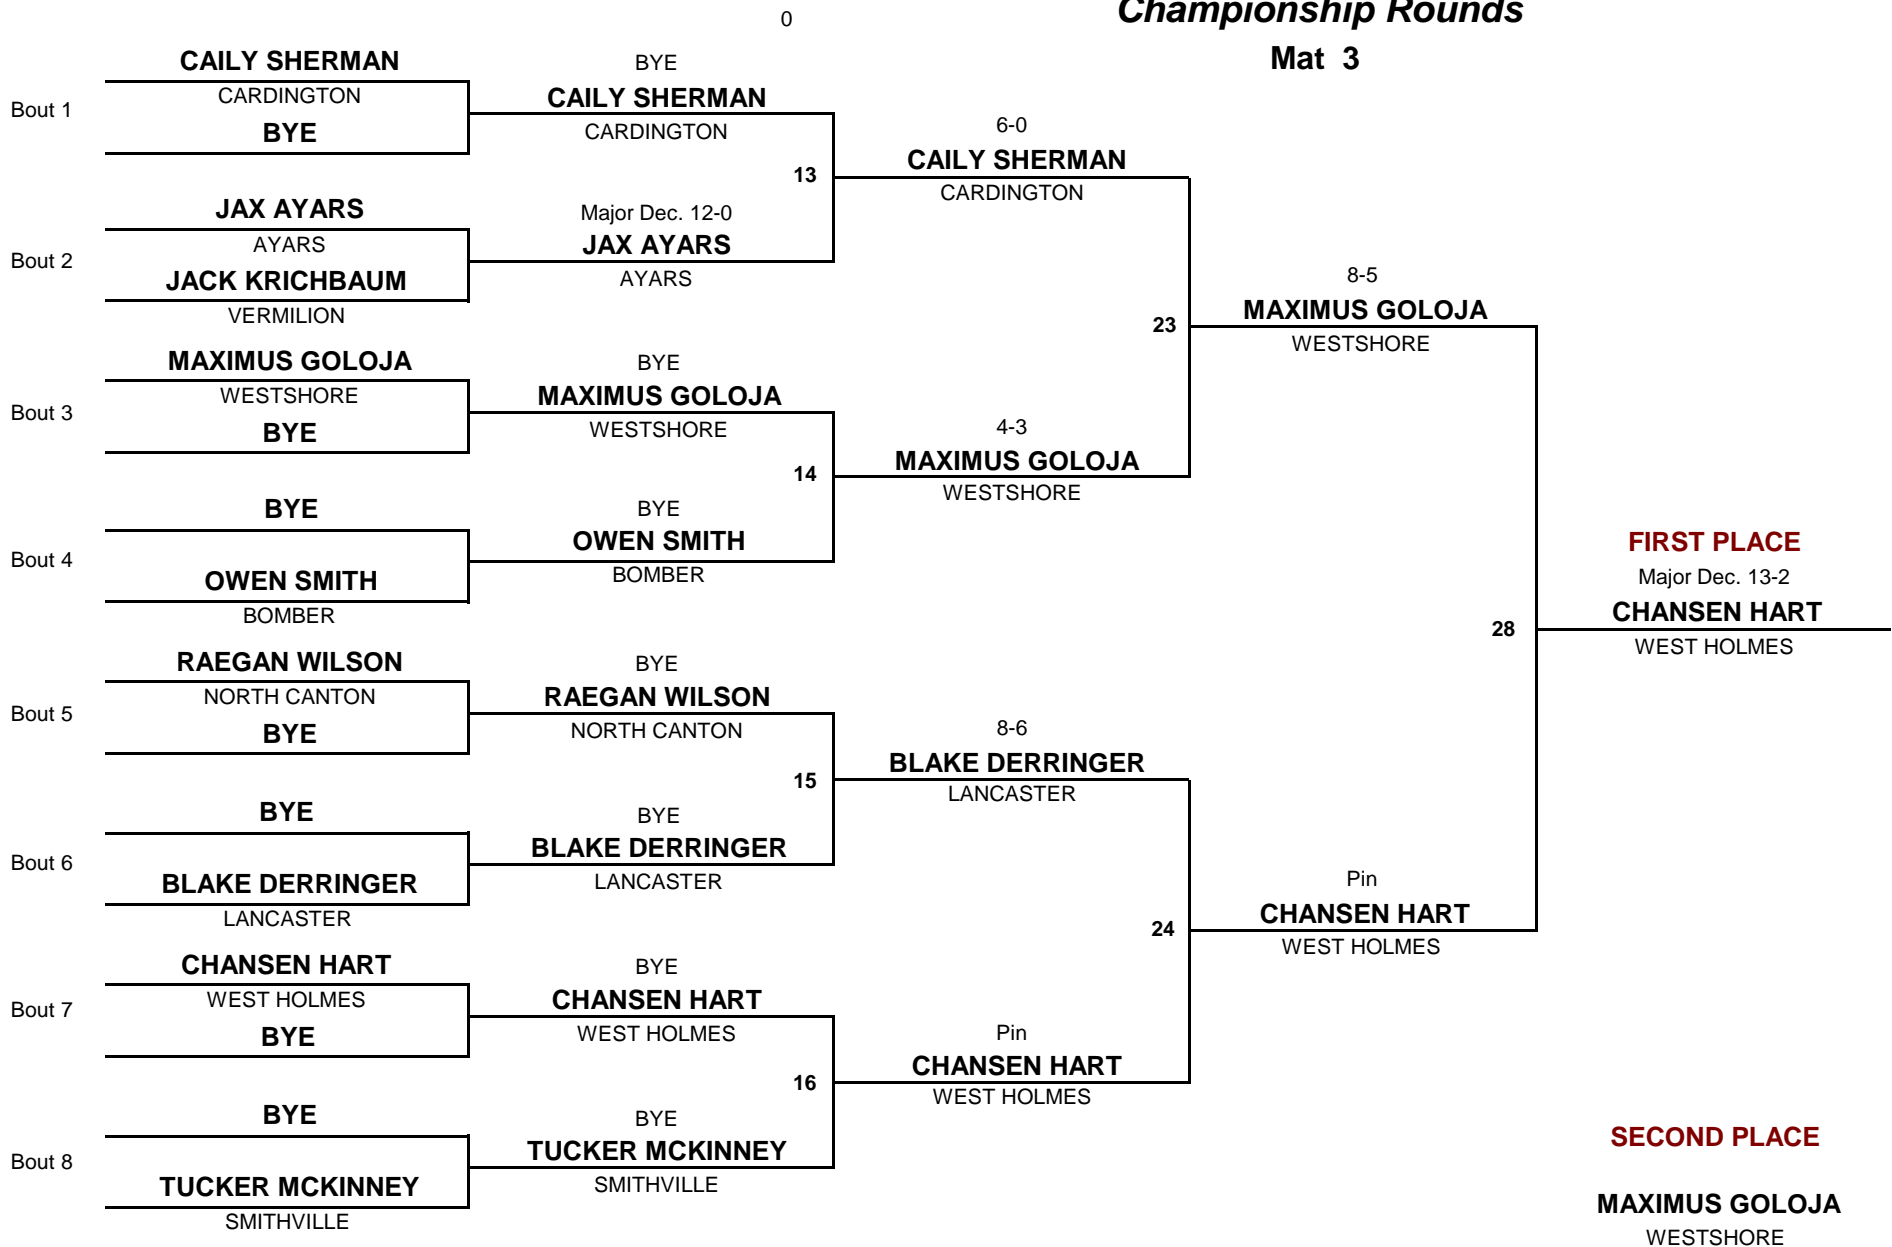 0
Championship Rounds
Mat 3
CAILY SHERMAN
CARDINGTON
Bout 1
BYE
JAX AYARS
AYARS
Bout 2
JACK KRICHBAUM
VERMILION
MAXIMUS GOLOJA
WESTSHORE
Bout 3
BYE
BYE
Bout 4
OWEN SMITH
BOMBER
RAEGAN WILSON
NORTH CANTON
Bout 5
BYE
BYE
Bout 6
BLAKE DERRINGER
LANCASTER
CHANSEN HART
WEST HOLMES
Bout 7
BYE
BYE
Bout 8
TUCKER MCKINNEY
SMITHVILLE
BYE
CAILY SHERMAN
CARDINGTON
13
Major Dec. 12-0
JAX AYARS
AYARS
BYE
MAXIMUS GOLOJA
WESTSHORE
14
BYE
OWEN SMITH
BOMBER
BYE
RAEGAN WILSON
NORTH CANTON
15
BYE
BLAKE DERRINGER
LANCASTER
BYE
CHANSEN HART
WEST HOLMES
16
BYE
TUCKER MCKINNEY
SMITHVILLE
6-0
CAILY SHERMAN
CARDINGTON
23
4-3
MAXIMUS GOLOJA
WESTSHORE
8-6
BLAKE DERRINGER
LANCASTER
24
Pin
CHANSEN HART
WEST HOLMES
8-5
MAXIMUS GOLOJA
WESTSHORE
28
Pin
CHANSEN HART
WEST HOLMES
FIRST PLACE
Major Dec. 13-2
CHANSEN HART
WEST HOLMES
SECOND PLACE
MAXIMUS GOLOJA
WESTSHORE